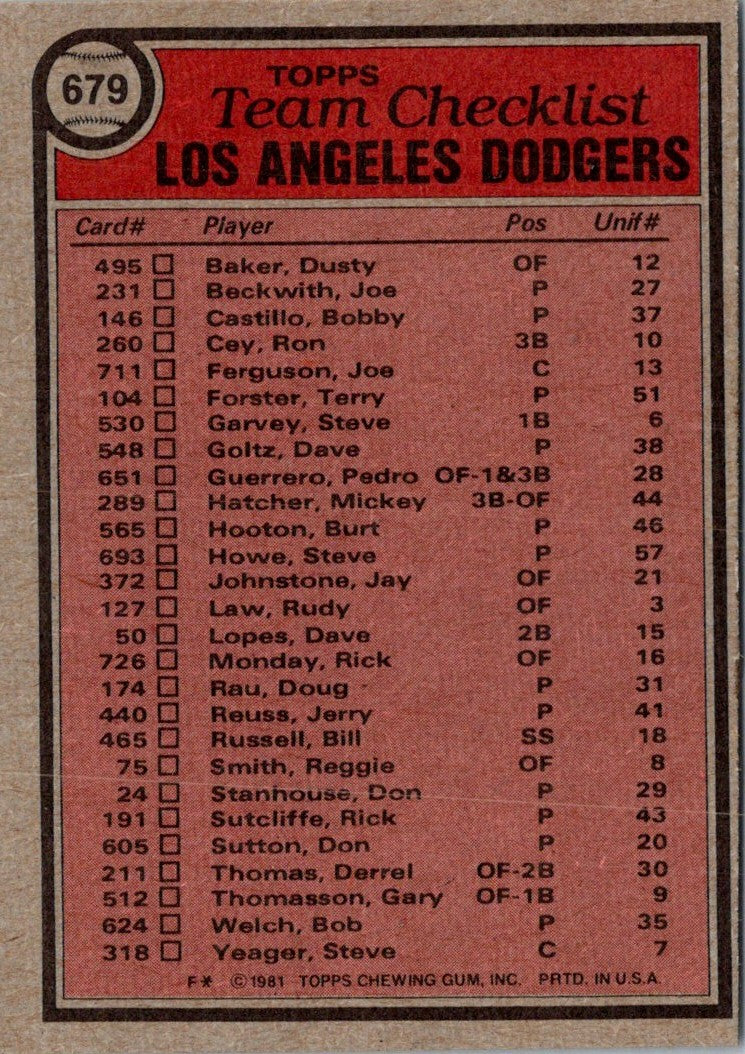 679
TOPPS
Team Checklist
LOS ANGELES DODGERS
Card# Player Pos Unif#
495 Baker, Dusty OF 12
231 Beckwith, Joe P 27
146 Castillo, Bobby P 37
260 Cey, Ron 3B 10
711 Ferguson, Joe C 13
104 Forster, Terry P 51
530 Garvey, Steve 1B 6
548 Goltz, Dave P 38
651 Guerrero, Pedro OF-1&3B 28
289 Hatcher, Mickey 3B-OF 44
565 Hooton, Burt P 46
693 Howe, Steve P 57
372 Johnstone, Jay OF 21
127 Law, Rudy OF 3
50 Lopes, Dave 2B 15
726 Monday, Rick OF 16
174 Rau, Doug P 31
440 Reuss, Jerry P 41
465 Russell, Bill SS 18
75 Smith, Reggie OF 8
24 Stanhouse, Don P 29
191 Sutcliffe, Rick P 43
605 Sutton, Don P 20
211 Thomas, Derrel OF-2B 30
512 Thomasson, Gary OF-1B 9
624 Welch, Bob P 35
318 Yeager, Steve C 7
F* ©1981 TOPPS CHEWING GUM, INC. PRTD. IN U.S.A.